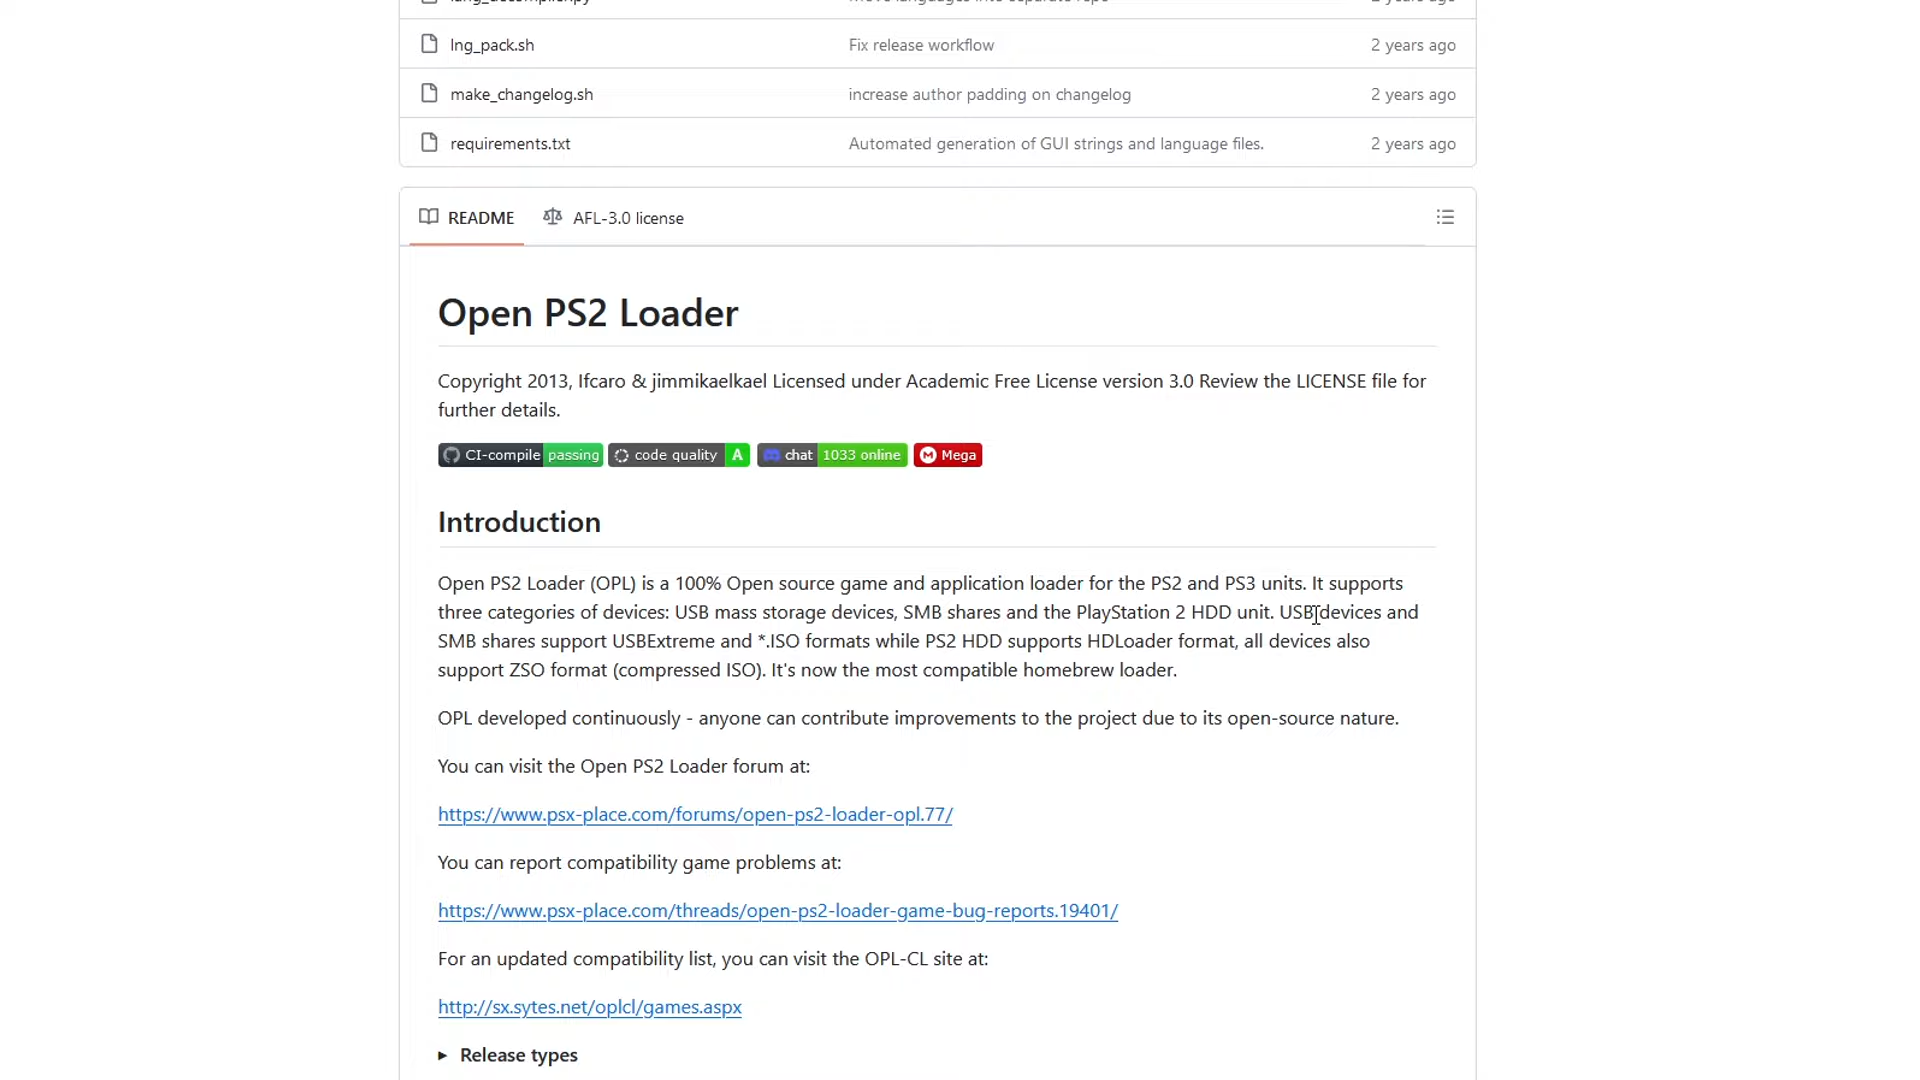 lng_pack.sh Fix release workflow 2 years ago
make_changelog.sh increase author padding on changelog 2 years ago
requirements.txt Automated generation of GUI strings and language files. 2 years ago
README AFL-3.0 license
Open PS2 Loader
Copyright 2013, Ifcaro & jimmikaelkael Licensed under Academic Free License version 3.0 Review the LICENSE file for
further details.
CI-compile passing code quality A chat 1033 online Mega
Introduction
Open PS2 Loader (OPL) is a 100% Open source game and application loader for the PS2 and PS3 units. It supports
three categories of devices: USB mass storage devices, SMB shares and the PlayStation 2 HDD unit. USB devices and
SMB shares support USBExtreme and *.ISO formats while PS2 HDD supports HDLoader format, all devices also
support ZSO format (compressed ISO). It's now the most compatible homebrew loader.
OPL developed continuously - anyone can contribute improvements to the project due to its open-source nature.
You can visit the Open PS2 Loader forum at:
https://www.psx-place.com/forums/open-ps2-loader-opl.77/
You can report compatibility game problems at:
https://www.psx-place.com/threads/open-ps2-loader-game-bug-reports.19401/
For an updated compatibility list, you can visit the OPL-CL site at:
http://sx.sytes.net/oplcl/games.aspx
Release types